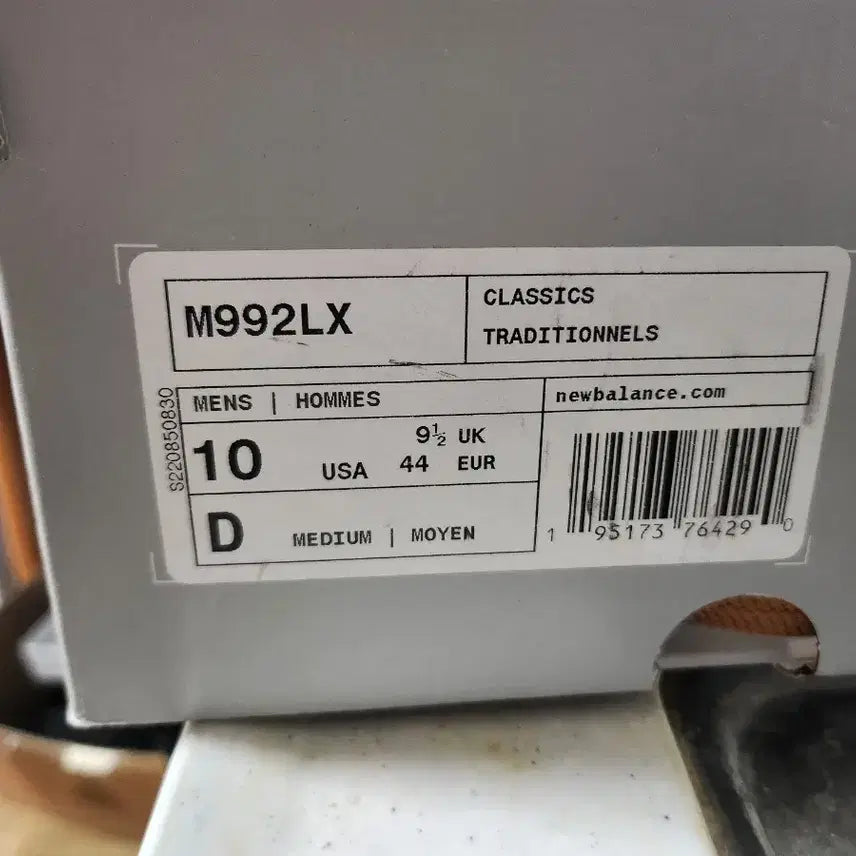 M992LX
CLASSICS
TRADITIONNELS
S220850830
MENS | HOMMES
newbalance.com
10 USA 9½ UK
44 EUR
D MEDIUM | MOYEN
1 95173 76429 0